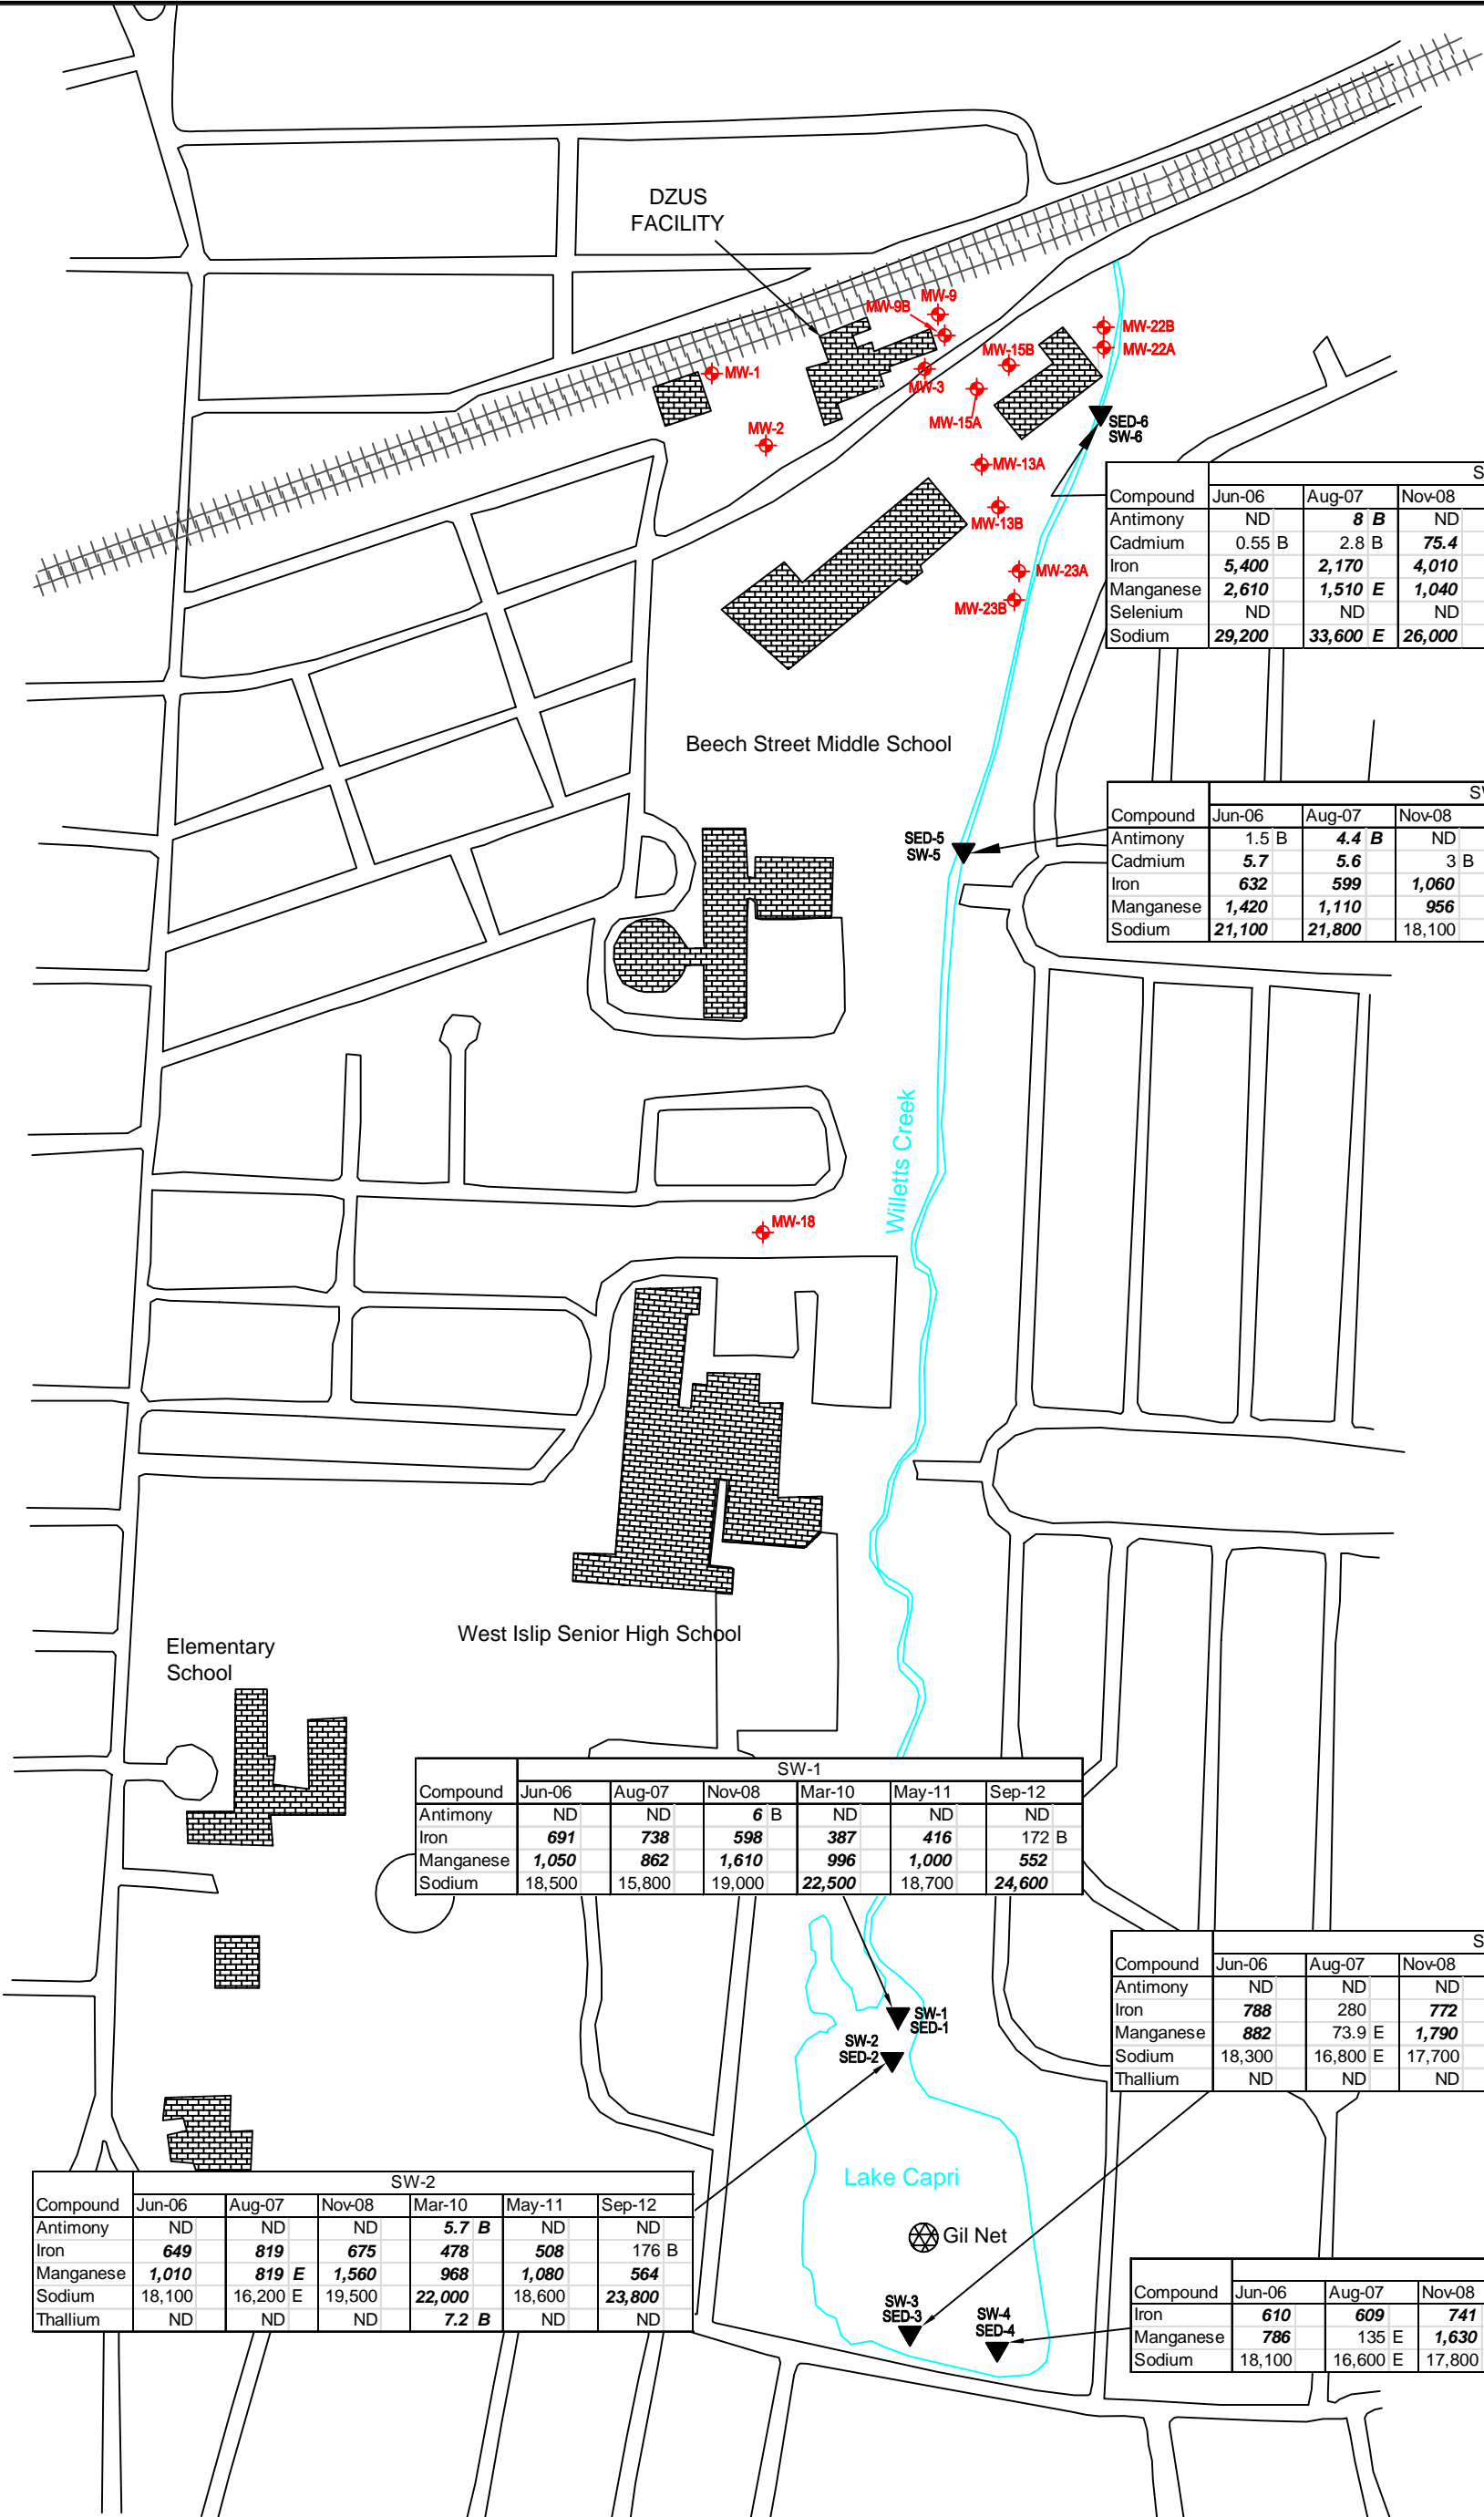 DZUS
FACILITY
MW-9
MW-9B
MW-22B
MW-22A
MW-15B
MW-1
MW-3
MW-15A
MW-2
SED-6
SW-6
MW-13A
MW-13B
MW-23A
MW-23B
S
Compound Jun-06 Aug-07 Nov-08
Antimony ND 8 B ND
Cadmium 0.55 B 2.8 B 75.4
Iron 5,400 2,170 4,010
Manganese 2,610 1,510 E 1,040
Selenium ND ND ND
Sodium 29,200 33,600 E 26,000
Beech Street Middle School
SED-5
SW-5
SW
Compound Jun-06 Aug-07 Nov-08
Antimony 1.5 B 4.4 B ND
Cadmium 5.7 5.6 3 B
Iron 632 599 1,060
Manganese 1,420 1,110 956
Sodium 21,100 21,800 18,100
Willetts Creek
MW-18
West Islip Senior High School
Elementary
School
SW-1
Compound Jun-06 Aug-07 Nov-08 Mar-10 May-11 Sep-12
Antimony ND ND 6 B ND ND ND
Iron 691 738 598 387 416 172 B
Manganese 1,050 862 1,610 996 1,000 552
Sodium 18,500 15,800 19,000 22,500 18,700 24,600
SW-1
SED-1
SW-2
SED-2
S
Compound Jun-06 Aug-07 Nov-08
Antimony ND ND ND
Iron 788 280 772
Manganese 882 73.9 E 1,790
Sodium 18,300 16,800 E 17,700
Thallium ND ND ND
SW-2
Compound Jun-06 Aug-07 Nov-08 Mar-10 May-11 Sep-12
Antimony ND ND ND 5.7 B ND ND
Iron 649 819 675 478 508 176 B
Manganese 1,010 819 E 1,560 968 1,080 564
Sodium 18,100 16,200 E 19,500 22,000 18,600 23,800
Thallium ND ND ND 7.2 B ND ND
Lake Capri
Gil Net
SW-3
SED-3
SW-4
SED-4
Compound Jun-06 Aug-07 Nov-08
Iron 610 609 741
Manganese 786 135 E 1,630
Sodium 18,100 16,600 E 17,800